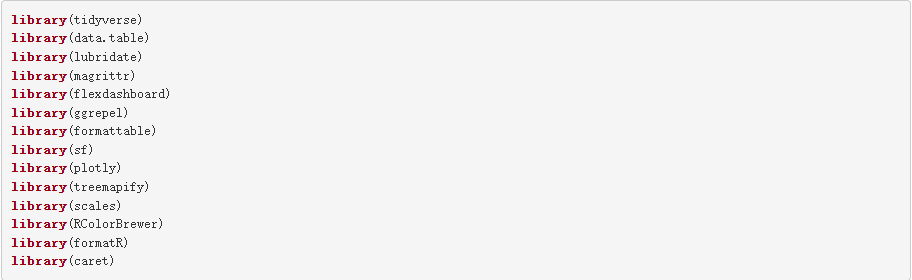 library(tidyverse)
library(data.table)
library(lubridate)
library(magrittr)
library(flexdashboard)
library(ggrepel)
library(formattable)
library(sf)
library(plotly)
library(treemapify)
library(scales)
library(RColorBrewer)
library(formatR)
library(caret)